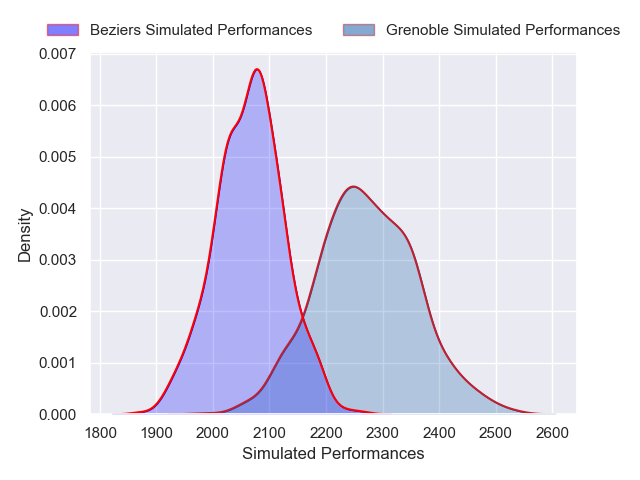 Beziers Simulated Performances Grenoble Simulated Performances
0.007
0.006
0.005
0.004
0.003
0.002
0.001
0.000
Density
1800 1900 2000 2100 2200 2300 2400 2500 2600
Simulated Performances